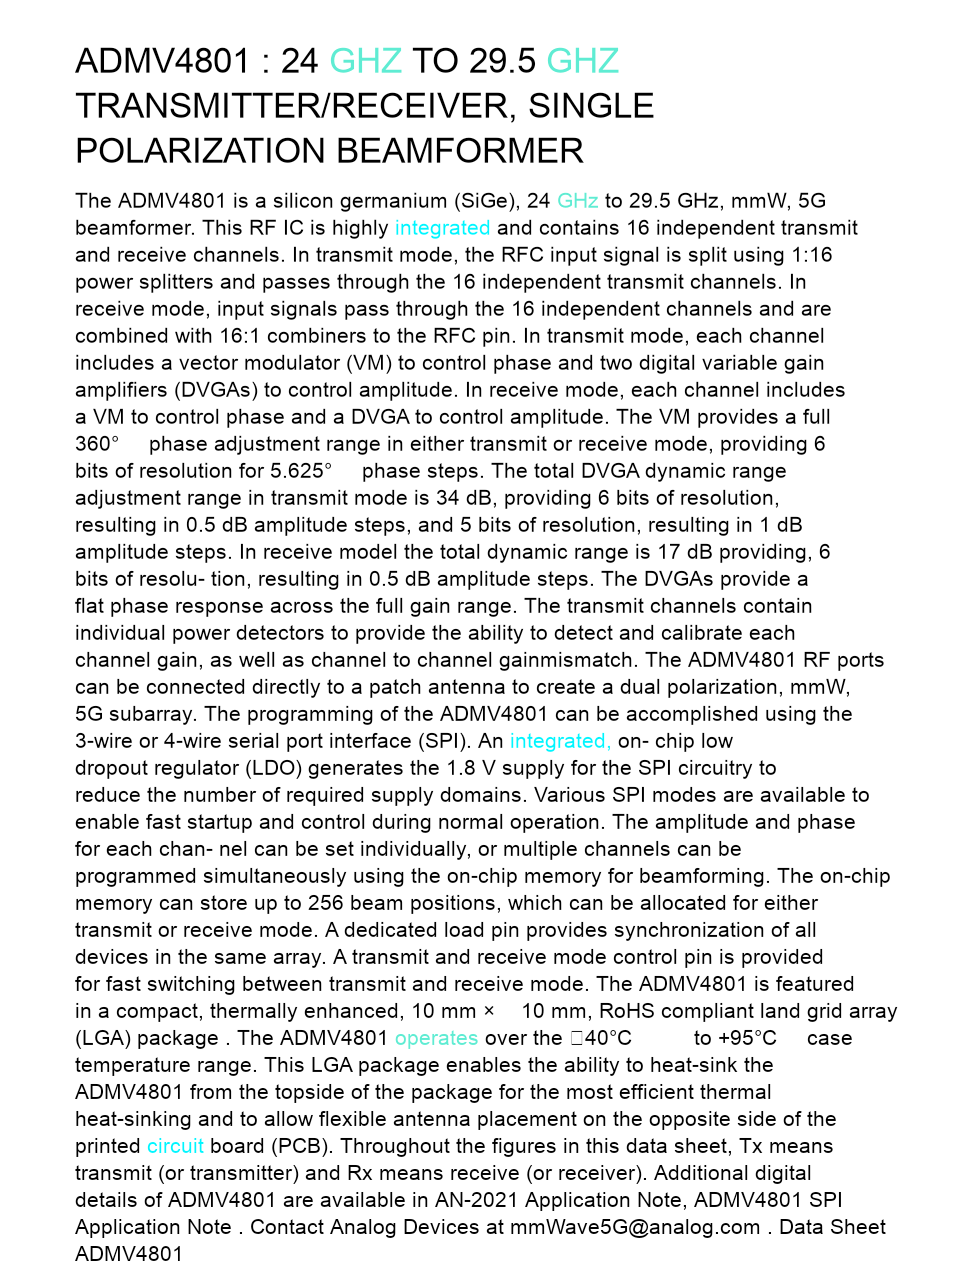 ADMV4801 : 24 GHZ TO 29.5 GHZ
TRANSMITTER/RECEIVER, SINGLE
POLARIZATION BEAMFORMER
The ADMV4801 is a silicon germanium (SiGe), 24 GHz to 29.5 GHz, mmW, 5G
beamformer. This RF IC is highly integrated and contains 16 independent transmit
and receive channels. In transmit mode, the RFC input signal is split using 1:16
power splitters and passes through the 16 independent transmit channels. In
receive mode, input signals pass through the 16 independent channels and are
combined with 16:1 combiners to the RFC pin. In transmit mode, each channel
includes a vector modulator (VM) to control phase and two digital variable gain
amplifiers (DVGAs) to control amplitude. In receive mode, each channel includes
a VM to control phase and a DVGA to control amplitude. The VM provides a full
360° phase adjustment range in either transmit or receive mode, providing 6
bits of resolution for 5.625° phase steps. The total DVGA dynamic range
adjustment range in transmit mode is 34 dB, providing 6 bits of resolution,
resulting in 0.5 dB amplitude steps, and 5 bits of resolution, resulting in 1 dB
amplitude steps. In receive model the total dynamic range is 17 dB providing, 6
bits of resolu- tion, resulting in 0.5 dB amplitude steps. The DVGAs provide a
flat phase response across the full gain range. The transmit channels contain
individual power detectors to provide the ability to detect and calibrate each
channel gain, as well as channel to channel gainmismatch. The ADMV4801 RF ports
can be connected directly to a patch antenna to create a dual polarization, mmW,
5G subarray. The programming of the ADMV4801 can be accomplished using the
3-wire or 4-wire serial port interface (SPI). An integrated, on- chip low
dropout regulator (LDO) generates the 1.8 V supply for the SPI circuitry to
reduce the number of required supply domains. Various SPI modes are available to
enable fast startup and control during normal operation. The amplitude and phase
for each chan- nel can be set individually, or multiple channels can be
programmed simultaneously using the on-chip memory for beamforming. The on-chip
memory can store up to 256 beam positions, which can be allocated for either
transmit or receive mode. A dedicated load pin provides synchronization of all
devices in the same array. A transmit and receive mode control pin is provided
for fast switching between transmit and receive mode. The ADMV4801 is featured
in a compact, thermally enhanced, 10 mm × 10 mm, RoHS compliant land grid array
(LGA) package . The ADMV4801 operates over the □40°C to +95°C case
temperature range. This LGA package enables the ability to heat-sink the
ADMV4801 from the topside of the package for the most efficient thermal
heat-sinking and to allow flexible antenna placement on the opposite side of the
printed circuit board (PCB). Throughout the figures in this data sheet, Tx means
transmit (or transmitter) and Rx means receive (or receiver). Additional digital
details of ADMV4801 are available in AN-2021 Application Note, ADMV4801 SPI
Application Note . Contact Analog Devices at mmWave5G@analog.com . Data Sheet
ADMV4801